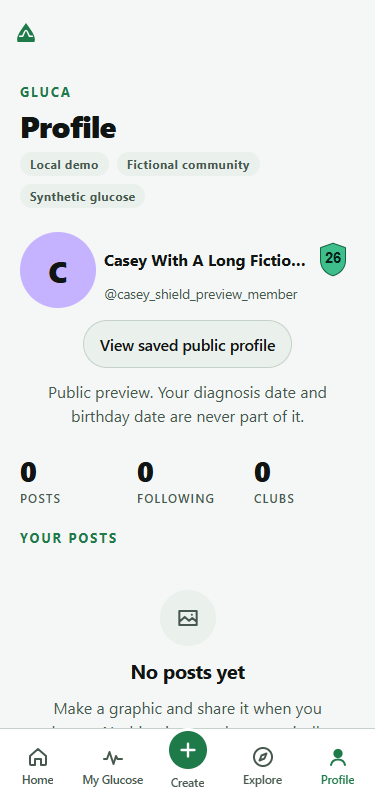 GLUCA
Profile
Local demo
Fictional community
Synthetic glucose
C
Casey With A Long Fictio...
26
@casey_shield_preview_member
View saved public profile
Public preview. Your diagnosis date and
birthday date are never part of it.
0
POSTS
0
FOLLOWING
0
CLUBS
YOUR POSTS
No posts yet
Make a graphic and share it when you
Home
My Glucose
Create
Explore
Profile